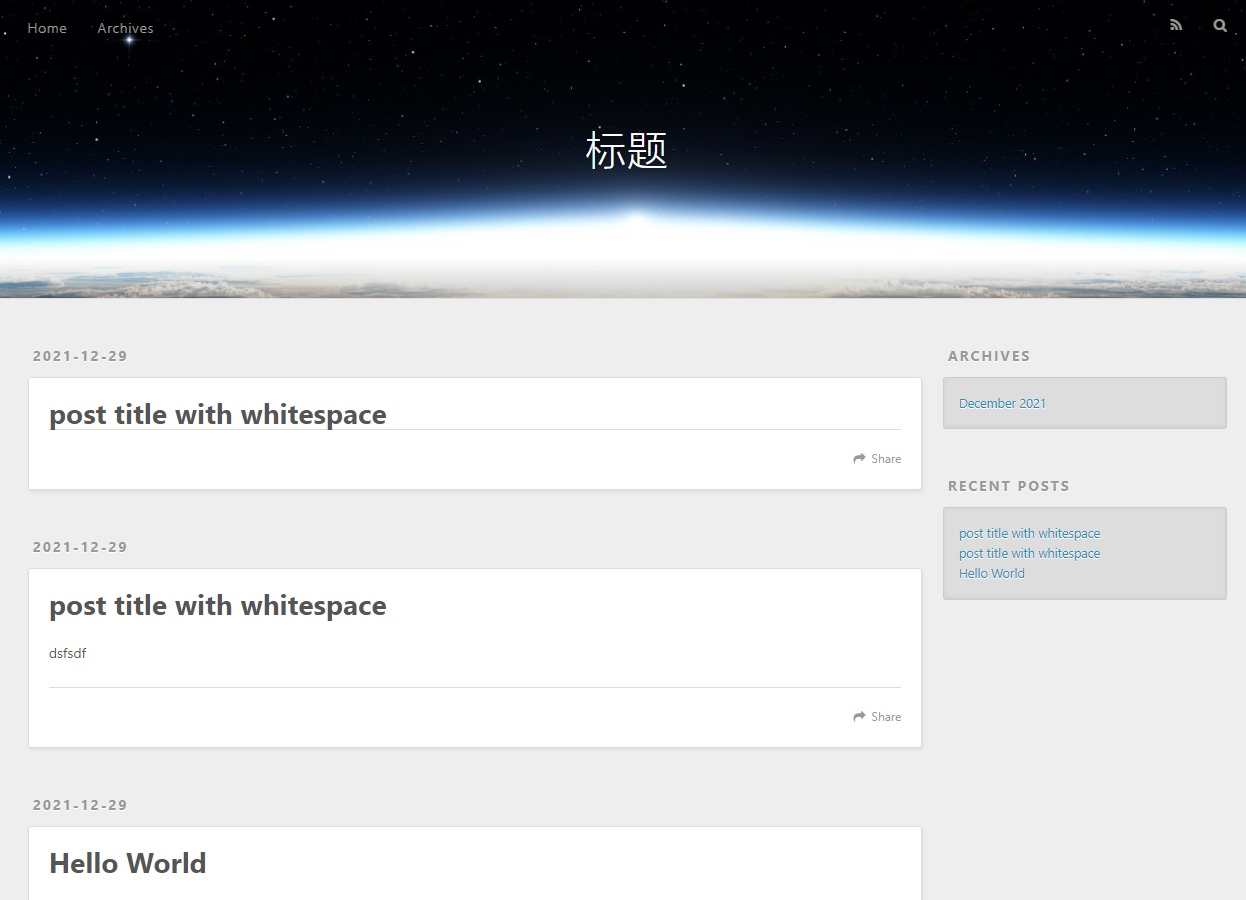 Home Archives
标题
2021-12-29
post title with whitespace
Share
2021-12-29
post title with whitespace
dsfsdf
Share
2021-12-29
Hello World
ARCHIVES
December 2021
RECENT POSTS
post title with whitespace
post title with whitespace
Hello World